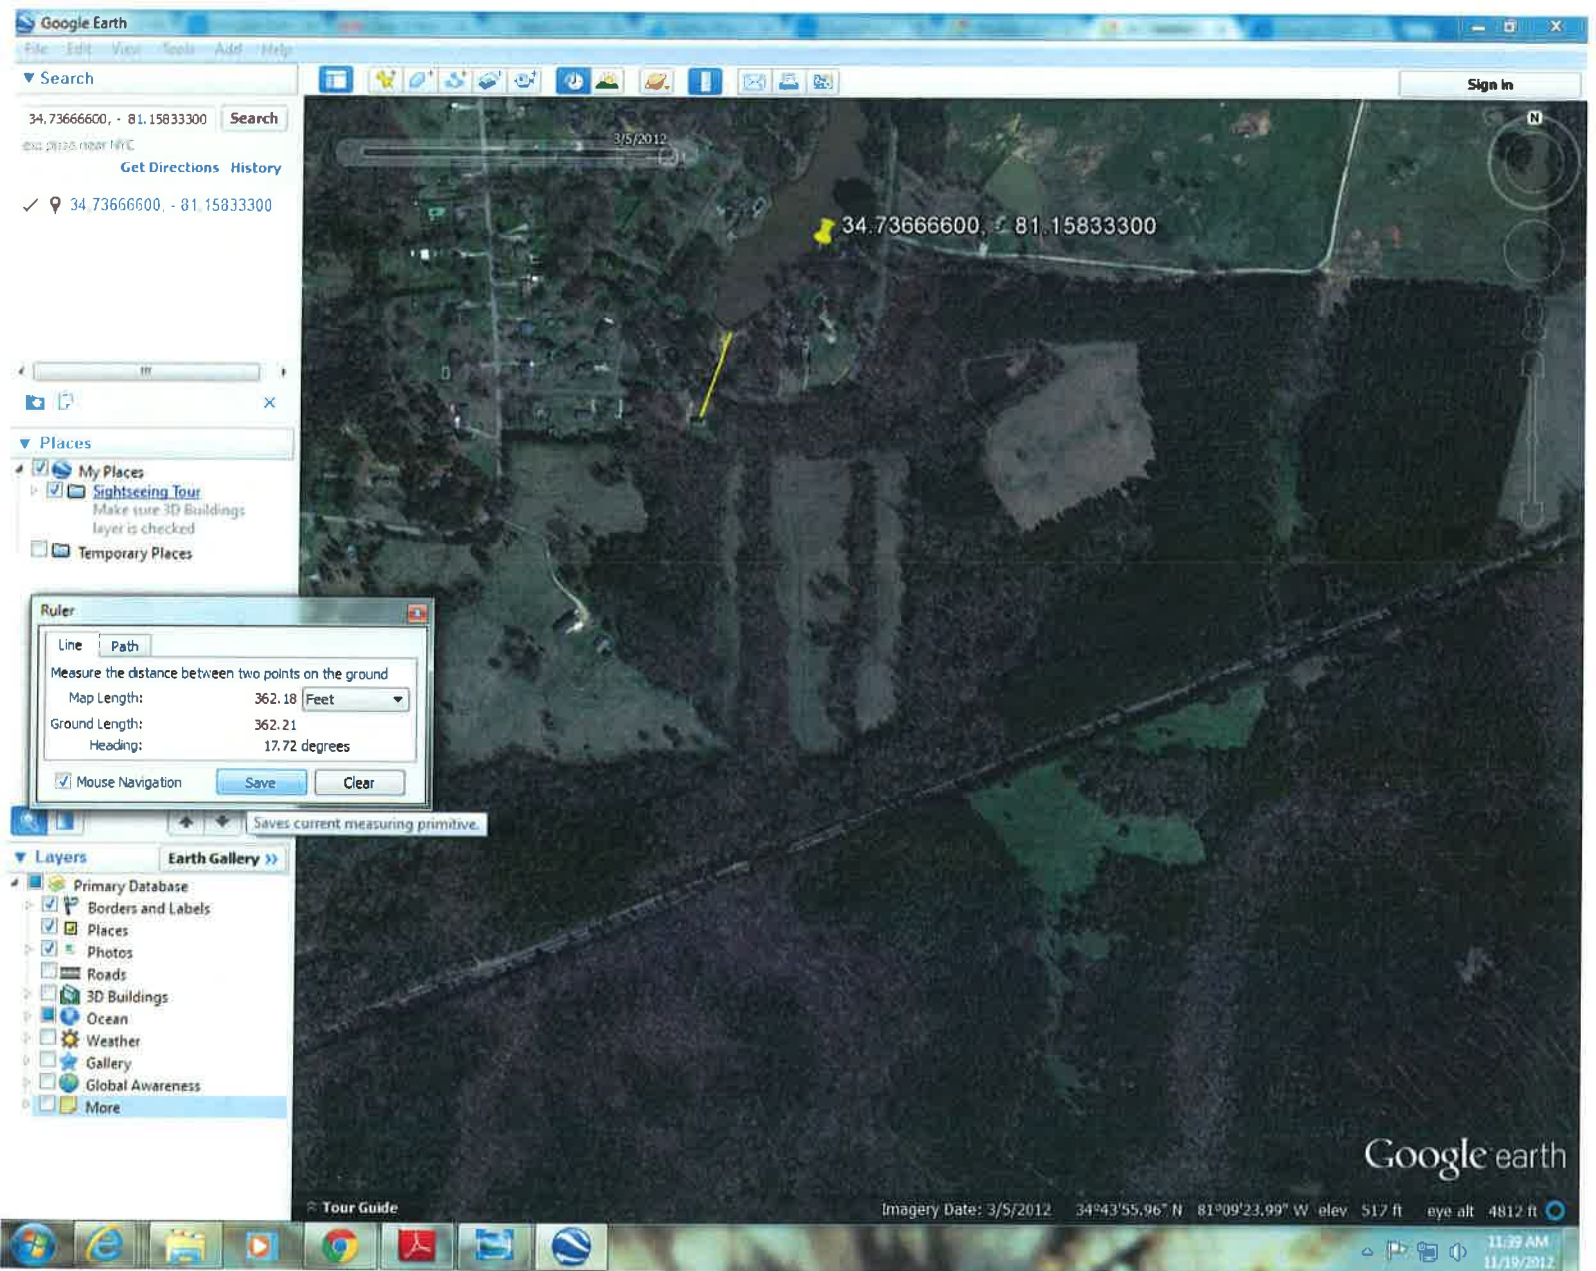 Google Earth
File Edit View Tools Add Help
Search
Sign in
34.73666600, - 81.15833300 Search
Get Directions History
34.73666600, - 81.15833300
3/5/2012
N
34.73666600, - 81.15833300
Places
My Places
Sightseeing Tour
Make sure 3D Buildings
layer is checked
Temporary Places
Ruler
Line Path
Measure the distance between two points on the ground
Map Length: 362.18 Feet
Ground Length: 362.21
Heading: 17.72 degrees
Mouse Navigation Save Clear
Saves current measuring primitive.
Layers Earth Gallery >>
Primary Database
Borders and Labels
Places
Photos
Roads
3D Buildings
Ocean
Weather
Gallery
Global Awareness
More
Google earth
Tour Guide
Imagery Date: 3/5/2012 34°43'55.96" N 81°09'23.99" W elev 517 ft eye alt 4812 ft
11:39 AM
11/19/2012